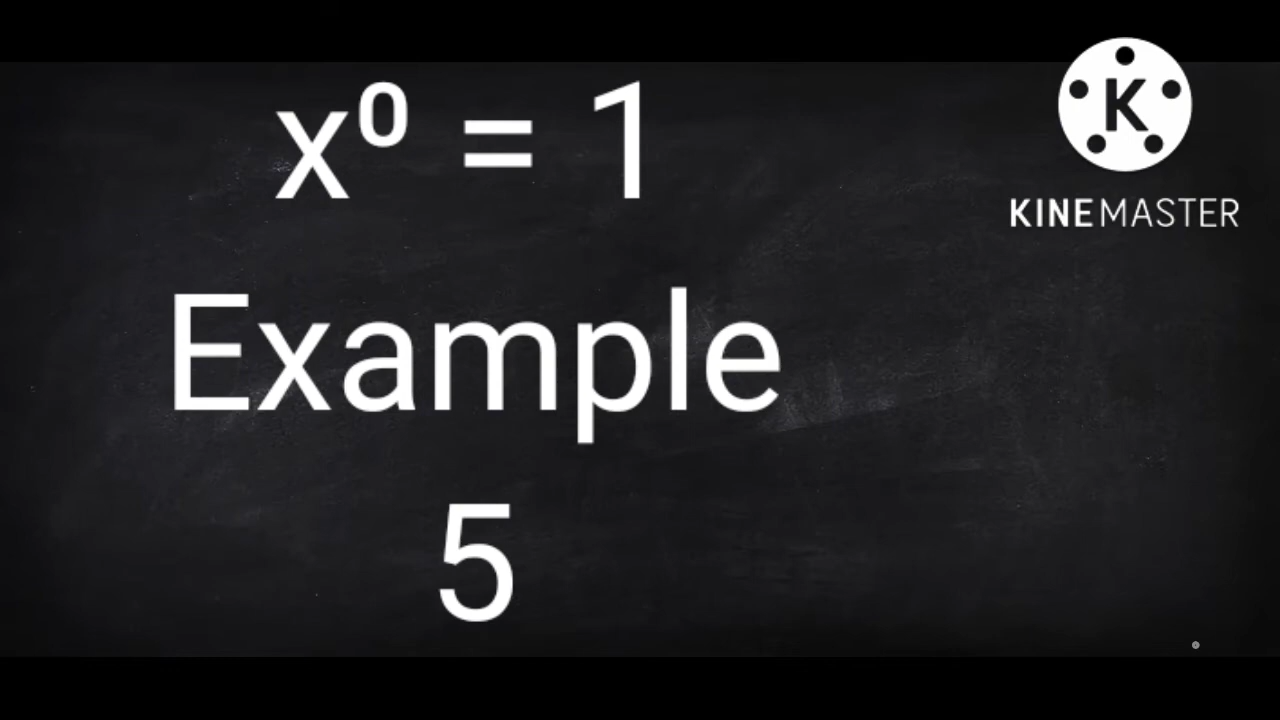 x⁰ = 1
K
KINEMASTER
Example
5